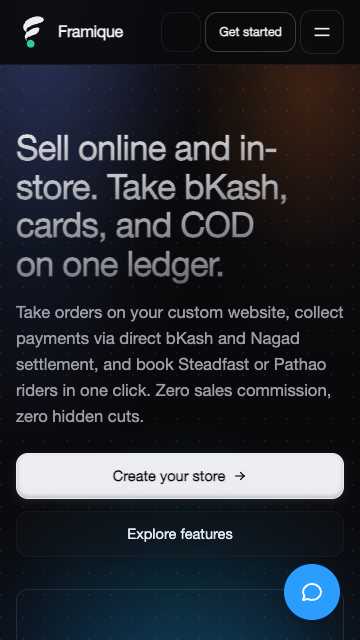 Framique
Get started
Sell online and in-
store. Take bKash,
cards, and COD
on one ledger.
Take orders on your custom website, collect
payments via direct bKash and Nagad
settlement, and book Steadfast or Pathao
riders in one click. Zero sales commission,
zero hidden cuts.
Create your store →
Explore features